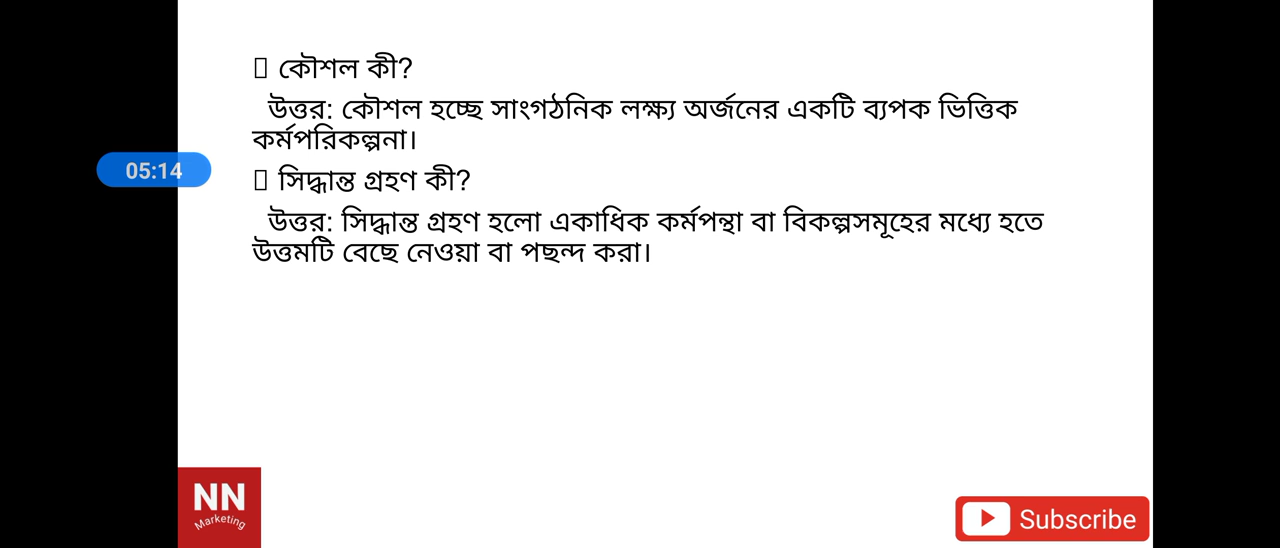 কৌশল কী?
উত্তর: কৌশল হচ্ছে সাংগঠনিক লক্ষ্য অর্জনের একটি ব্যপক ভিত্তিক
কর্মপরিকল্পনা।
05:14
সিদ্ধান্ত গ্রহণ কী?
উত্তর: সিদ্ধান্ত গ্রহণ হলো একাধিক কর্মপন্থা বা বিকল্পসমূহের মধ্যে হতে
উত্তমটি বেছে নেওয়া বা পছন্দ করা।
NN
Marketing
Subscribe